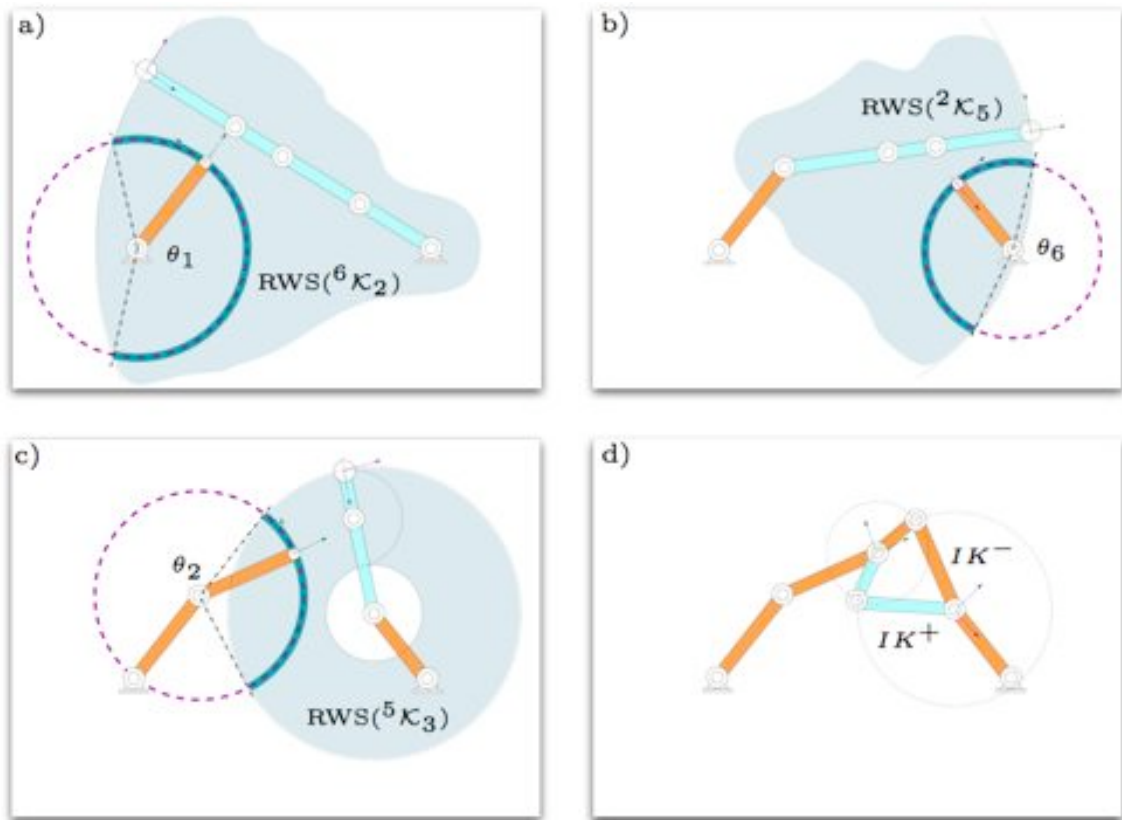 a)
θ₁
RWS(⁶𝒦₂)
b)
RWS(²𝒦₅)
θ₆
c)
θ₂
RWS(⁵𝒦₃)
d)
IK⁻
IK⁺